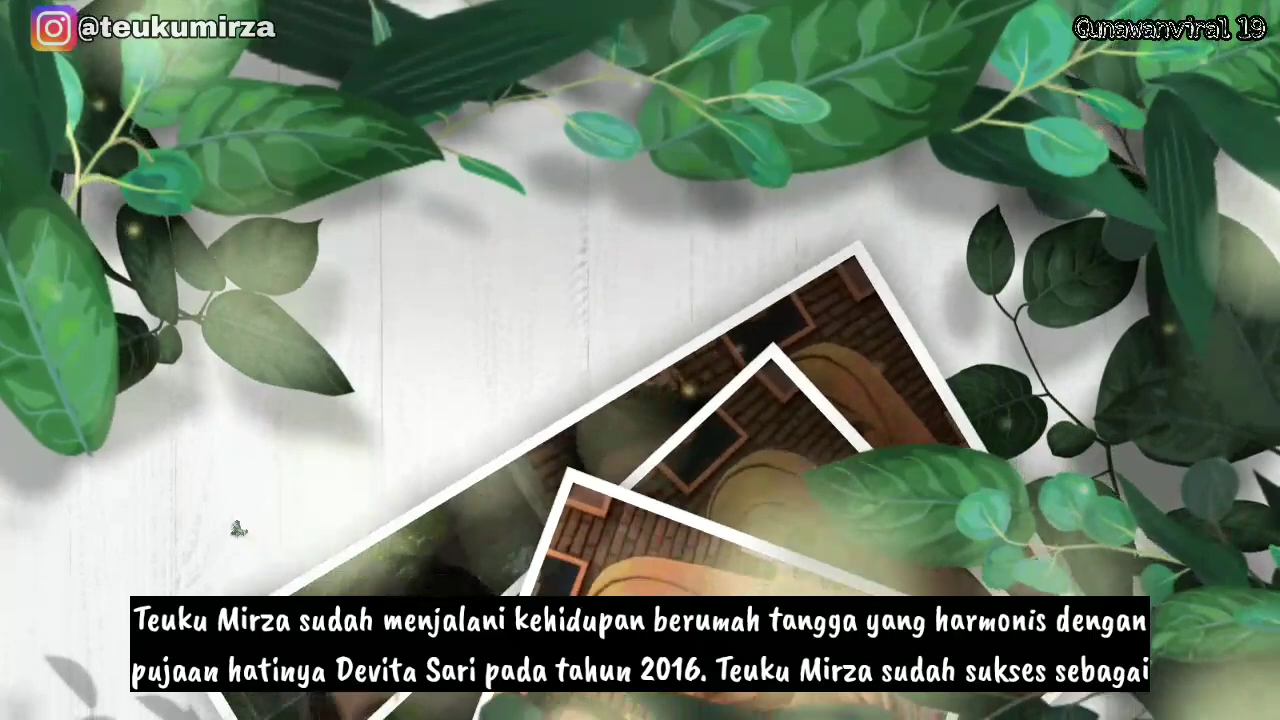 @teukumirza
Gunawanviral 19
Teuku Mirza sudah menjalani kehidupan berumah tangga yang harmonis dengan
pujaan hatinya Devita Sari pada tahun 2016. Teuku Mirza sudah sukses sebagai